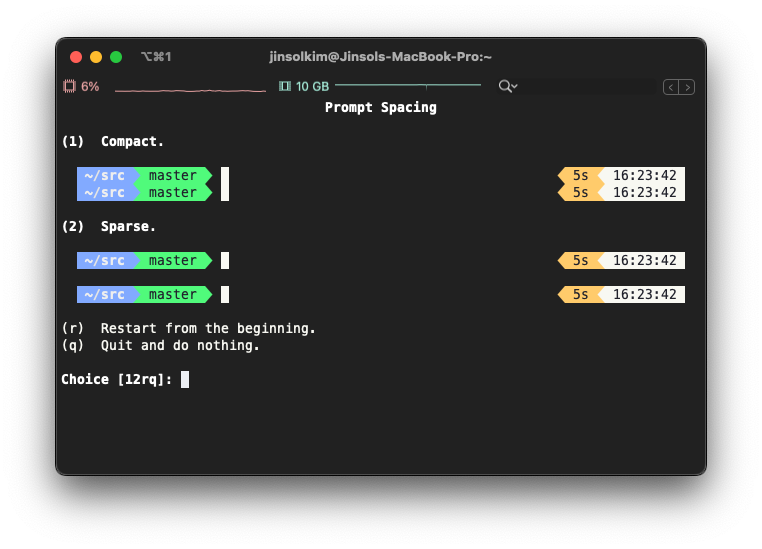 ⌥⌘1 jinsolkim@Jinsols-MacBook-Pro:~
6% 10 GB
Prompt Spacing
(1) Compact.
~/src master 5s 16:23:42
~/src master 5s 16:23:42
(2) Sparse.
~/src master 5s 16:23:42
~/src master 5s 16:23:42
(r) Restart from the beginning.
(q) Quit and do nothing.
Choice [12rq]: